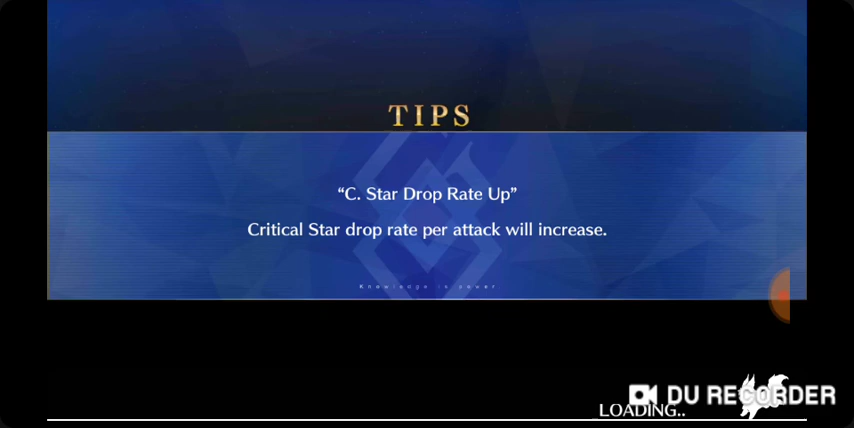 TIPS
“C. Star Drop Rate Up”
Critical Star drop rate per attack will increase.
Knowledge is power
DU RECORDER
LOADING..